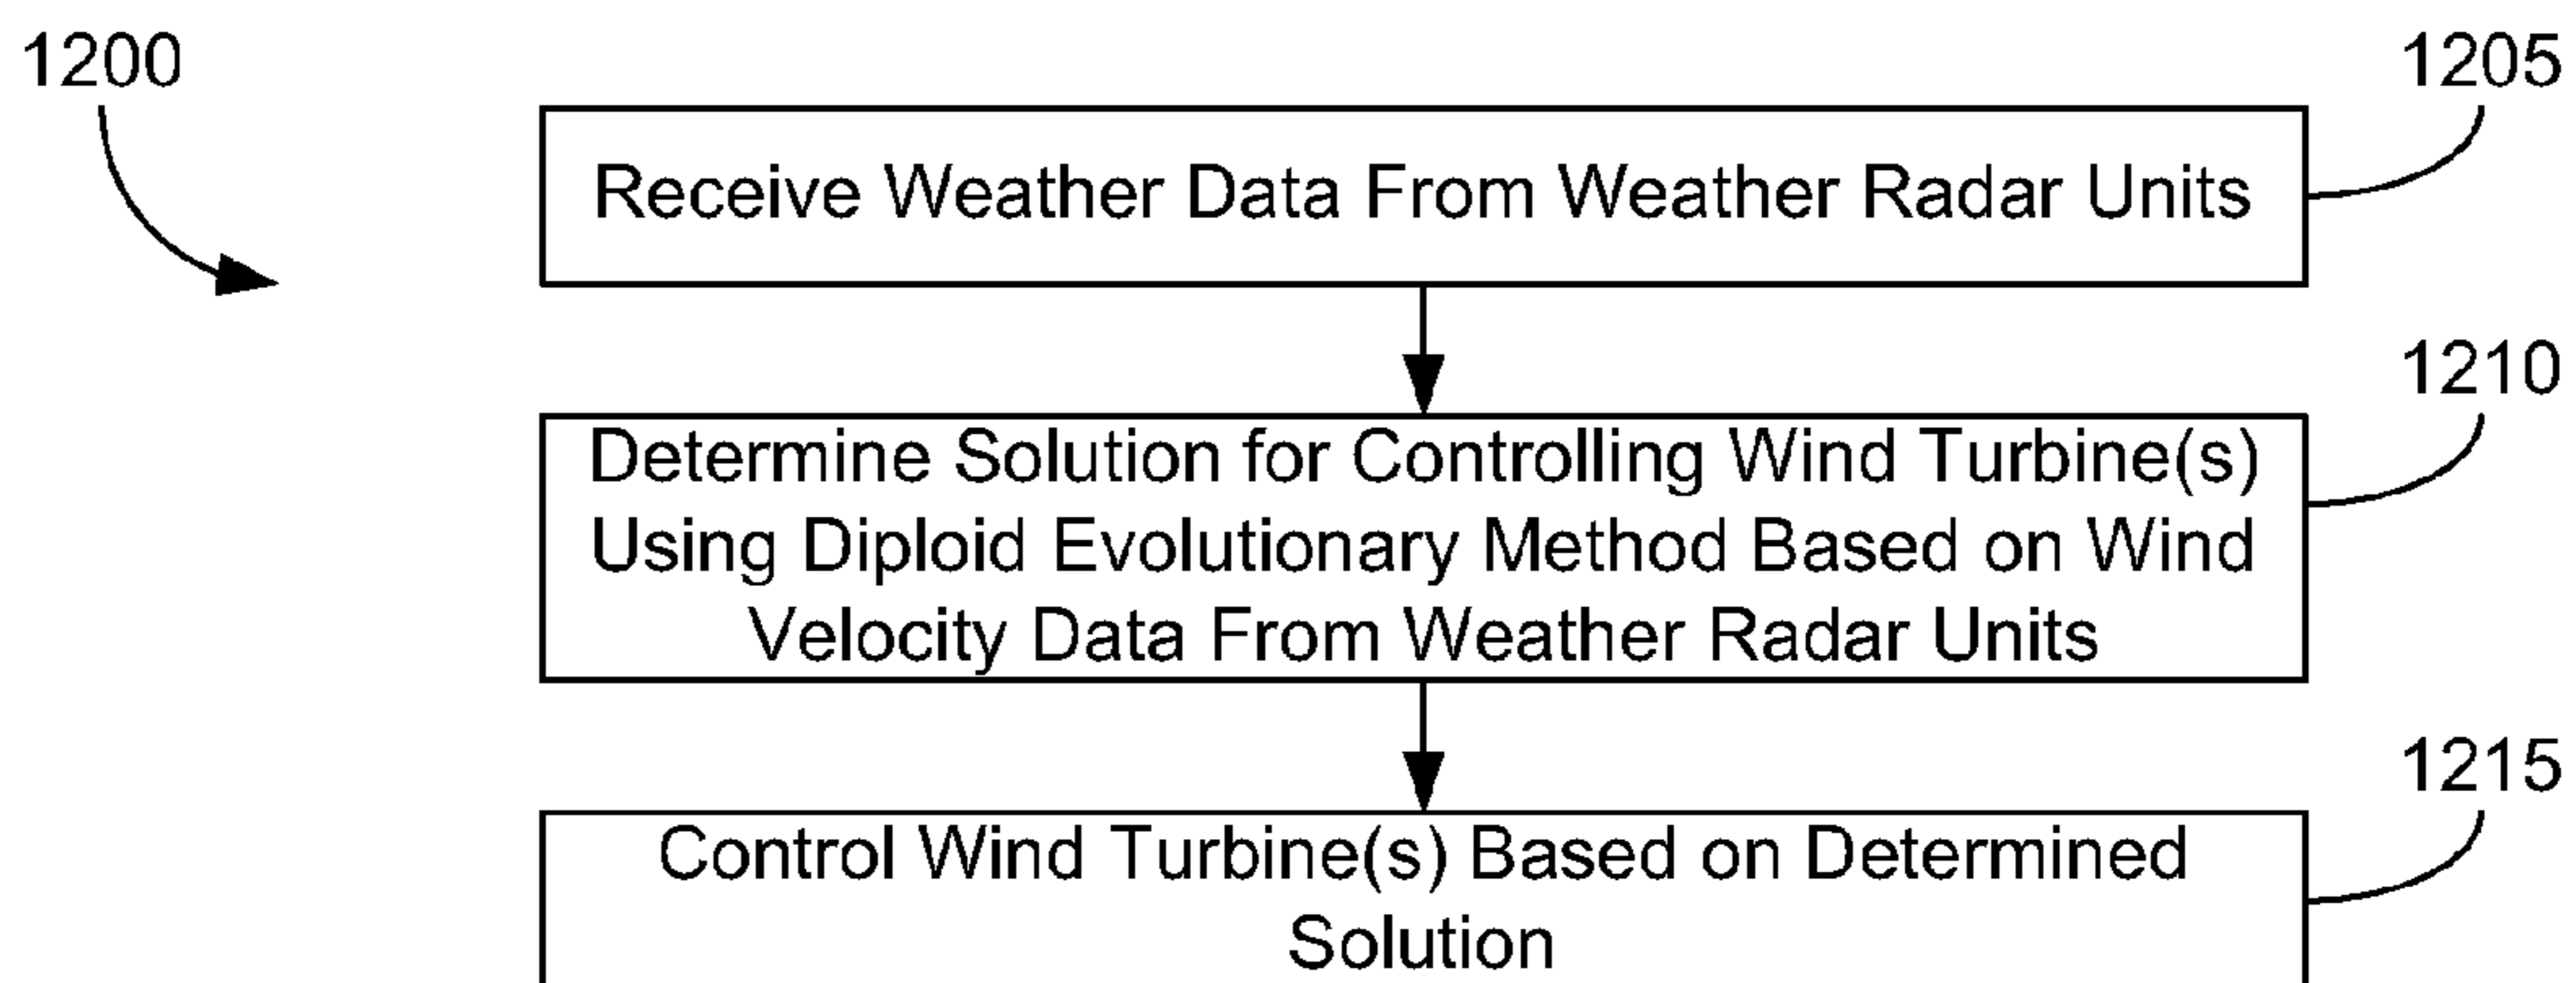 1200
1205
Receive Weather Data From Weather Radar Units
1210
Determine Solution for Controlling Wind Turbine(s)
Using Diploid Evolutionary Method Based on Wind
Velocity Data From Weather Radar Units
1215
Control Wind Turbine(s) Based on Determined
Solution